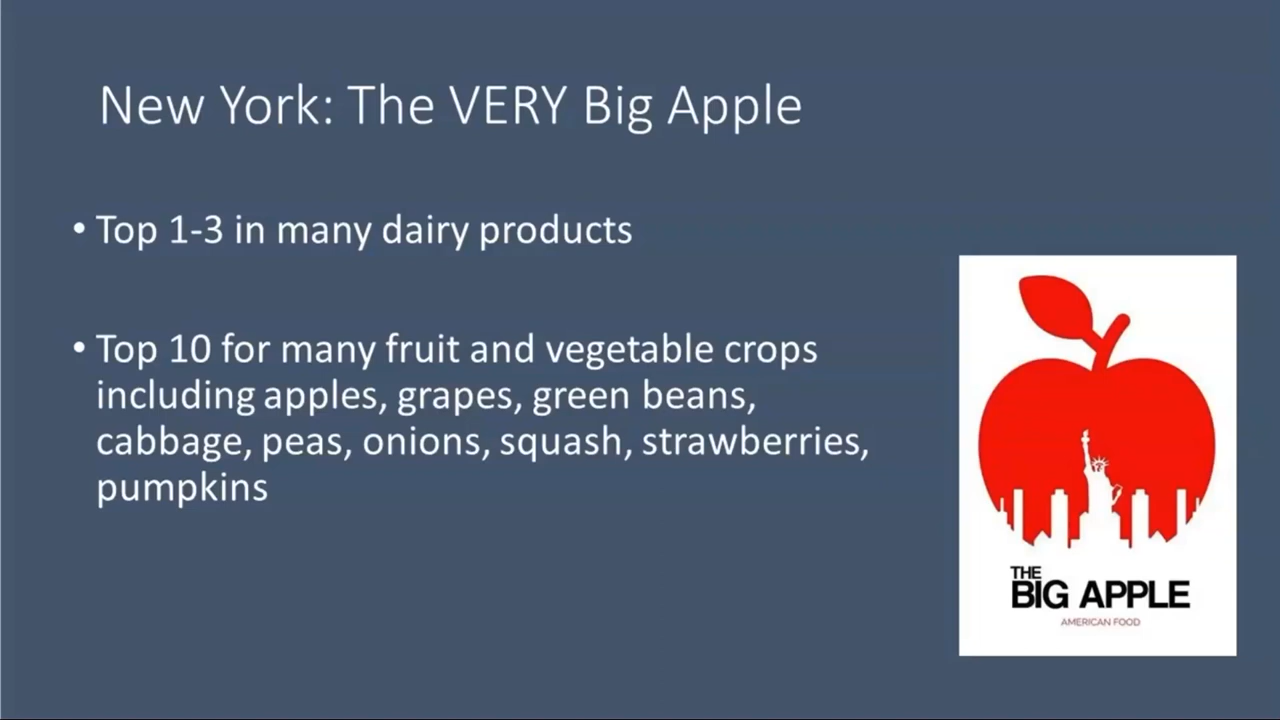 New York: The VERY Big Apple
• Top 1-3 in many dairy products
• Top 10 for many fruit and vegetable crops
including apples, grapes, green beans,
cabbage, peas, onions, squash, strawberries,
pumpkins
THE
BIG APPLE
AMERICAN FOOD